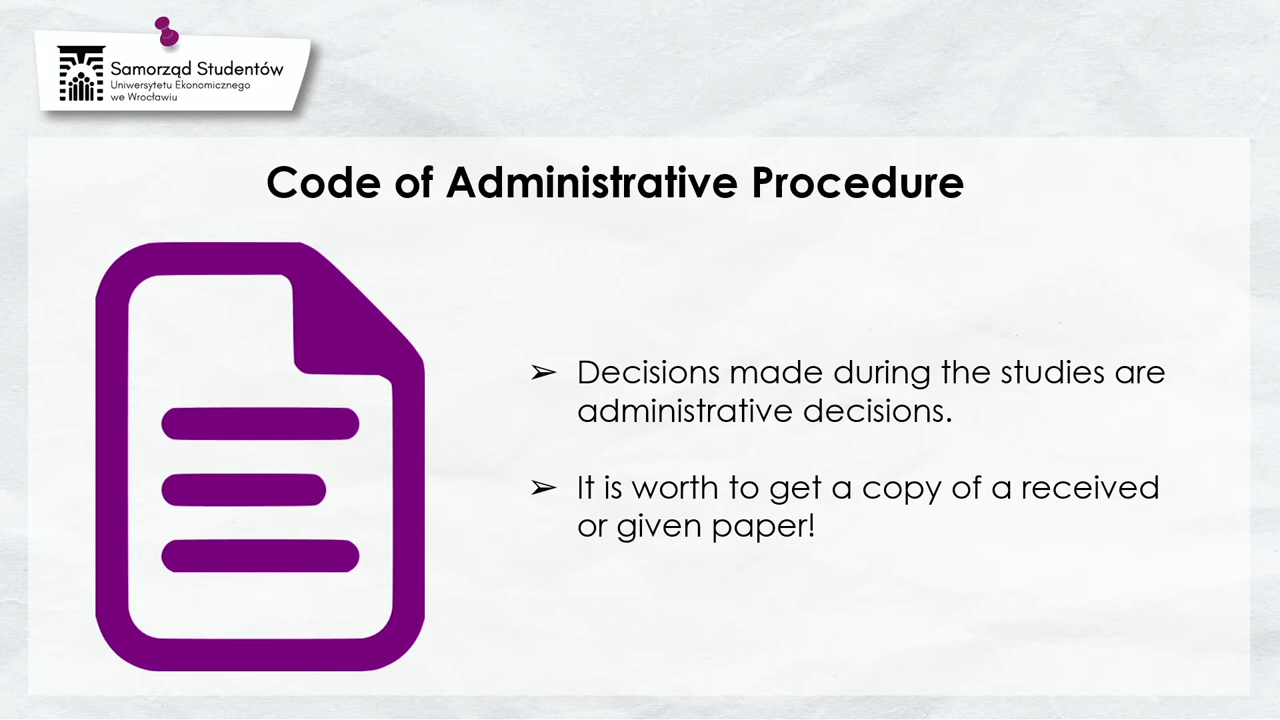 Samorząd Studentów
Uniwersytetu Ekonomicznego
we Wrocławiu
Code of Administrative Procedure
➢ Decisions made during the studies are
administrative decisions.
➢ It is worth to get a copy of a received
or given paper!